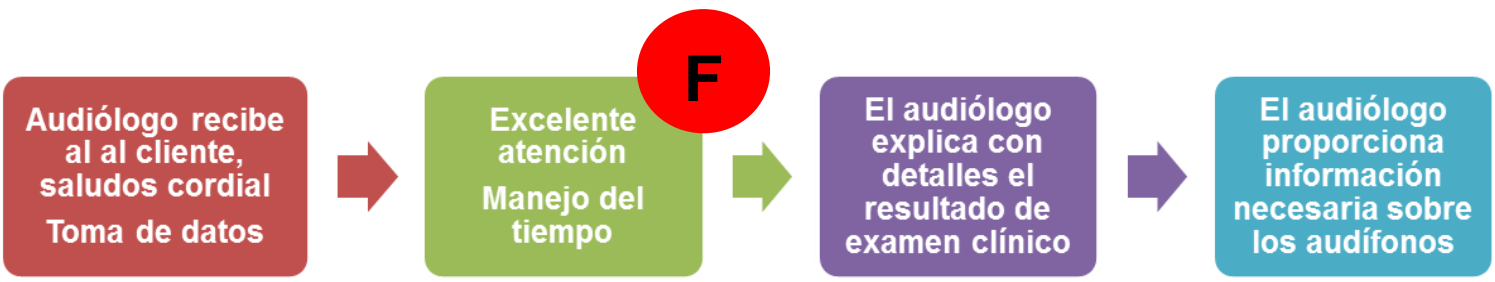 F
Audiólogo recibe
al al cliente,
saludos cordial
Toma de datos
Excelente
atención
Manejo del
tiempo
El audiólogo
explica con
detalles el
resultado de
examen clínico
El audiólogo
proporciona
información
necesaria sobre
los audífonos